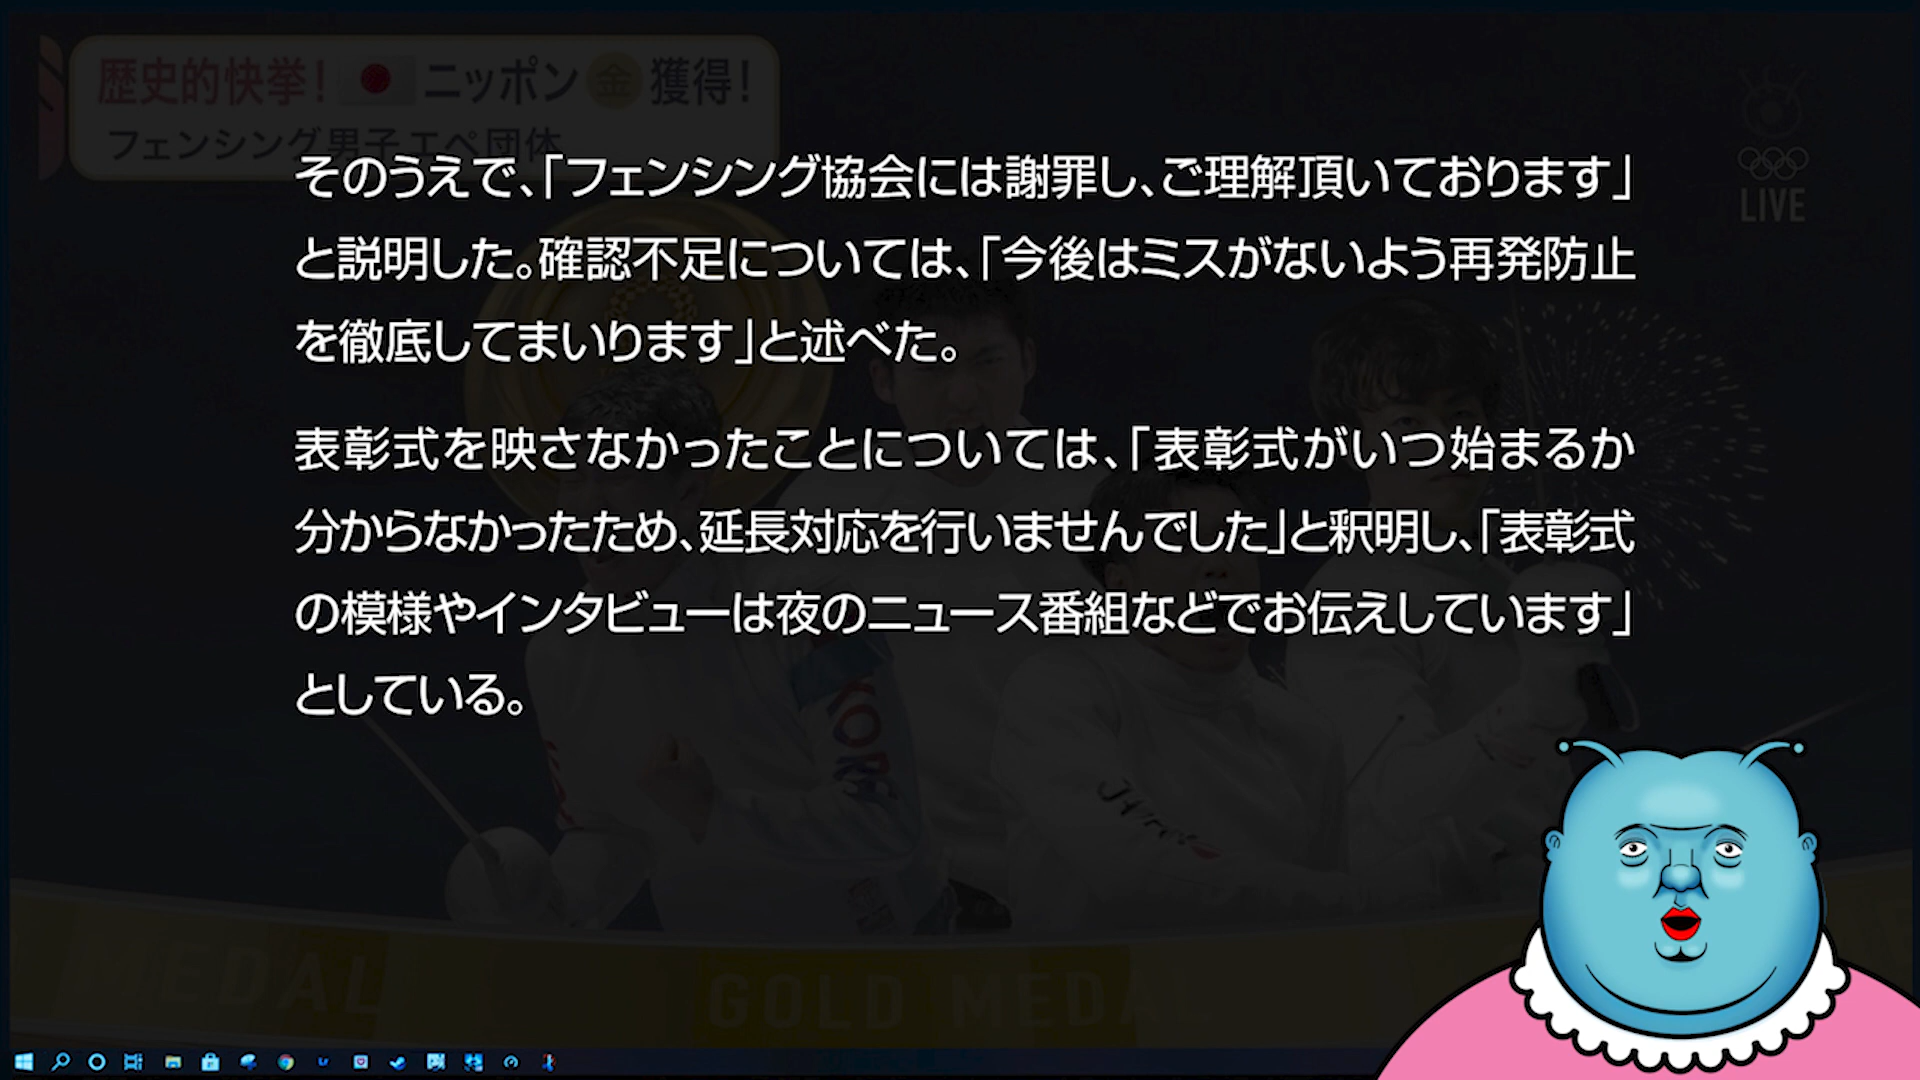 歴史的快挙! ニッポン 金 獲得!
フェンシング男子エペ団体
LIVE
そのうえで、「フェンシング協会には謝罪し、ご理解頂いております」
と説明した。確認不足については、「今後はミスがないよう再発防止
を徹底してまいります」と述べた。
表彰式を映さなかったことについては、「表彰式がいつ始まるか
分からなかったため、延長対応を行いませんでした」と釈明し、「表彰式
の模様やインタビューは夜のニュース番組などでお伝えしています」
としている。
KOR
MEDAL
GOLD MEDA